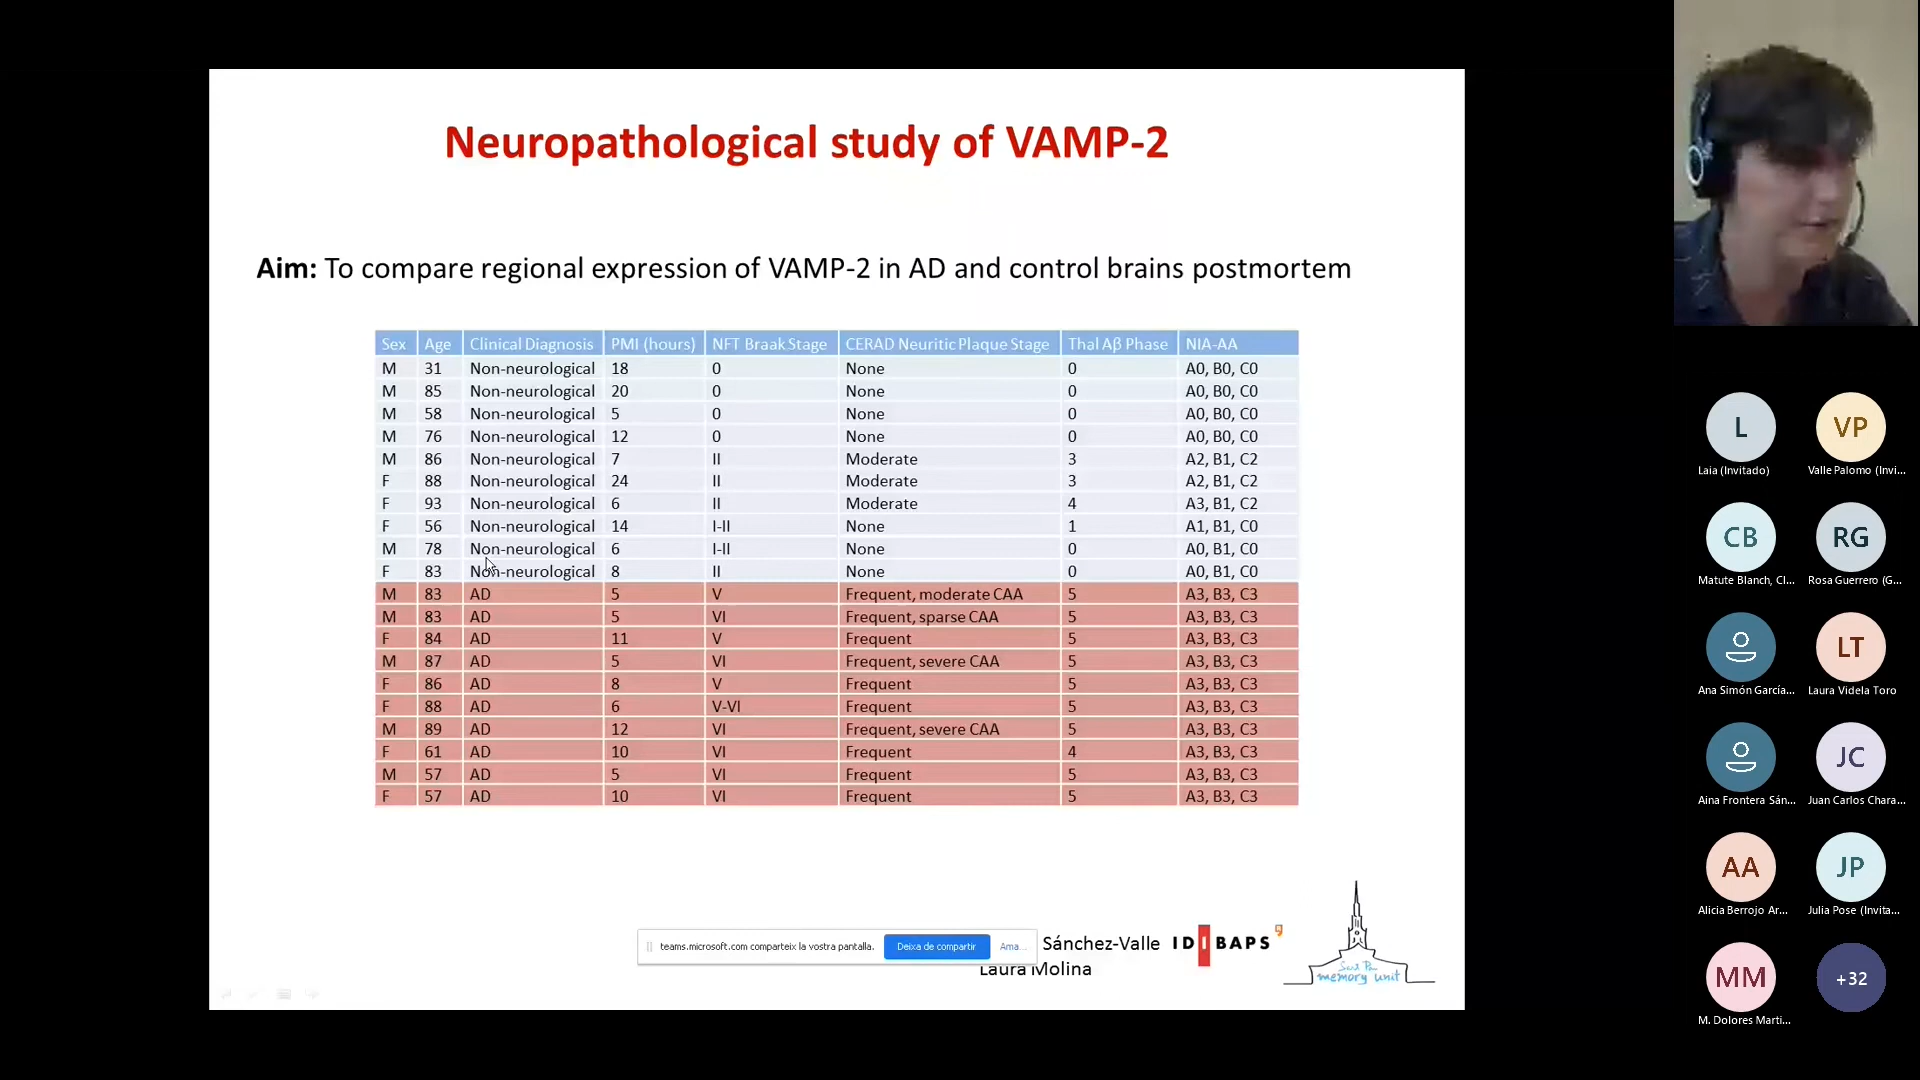 Neuropathological study of VAMP-2
Aim: To compare regional expression of VAMP-2 in AD and control brains postmortem
Sex Age Clinical Diagnosis PMI (hours) NFT Braak Stage CERAD Neuritic Plaque Stage Thal Aβ Phase NIA-AA
M 31 Non-neurological 18 0 None 0 A0, B0, C0
M 85 Non-neurological 20 0 None 0 A0, B0, C0
M 58 Non-neurological 5 0 None 0 A0, B0, C0
M 76 Non-neurological 12 0 None 0 A0, B0, C0
M 86 Non-neurological 7 II Moderate 3 A2, B1, C2
F 88 Non-neurological 24 II Moderate 3 A2, B1, C2
F 93 Non-neurological 6 II Moderate 4 A3, B1, C2
F 56 Non-neurological 14 I-II None 1 A1, B1, C0
M 78 Non-neurological 6 I-II None 0 A0, B1, C0
F 83 Non-neurological 8 II None 0 A0, B1, C0
M 83 AD 5 V Frequent, moderate CAA 5 A3, B3, C3
M 83 AD 5 VI Frequent, sparse CAA 5 A3, B3, C3
F 84 AD 11 V Frequent 5 A3, B3, C3
M 87 AD 5 VI Frequent, severe CAA 5 A3, B3, C3
F 86 AD 8 V Frequent 5 A3, B3, C3
F 88 AD 6 V-VI Frequent 5 A3, B3, C3
M 89 AD 12 VI Frequent, severe CAA 5 A3, B3, C3
F 61 AD 10 VI Frequent 4 A3, B3, C3
M 57 AD 5 VI Frequent 5 A3, B3, C3
F 57 AD 10 VI Frequent 5 A3, B3, C3
teams.microsoft.com comparteix la vostra pantalla. Deixa de compartir Ama...
Sánchez-Valle IDIBAPS
Laura Molina
Sant Pau
memory unit
L VP
Laia (Invitado) Valle Palomo (Invi...
CB RG
Matute Blanch, Cl... Rosa Guerrero (G...
LT
Ana Simón García... Laura Videla Toro
JC
Aina Frontera Sán... Juan Carlos Chara...
AA JP
Alicia Berrojo Ar... Julia Pose (Invita...
MM +32
M. Dolores Marti...